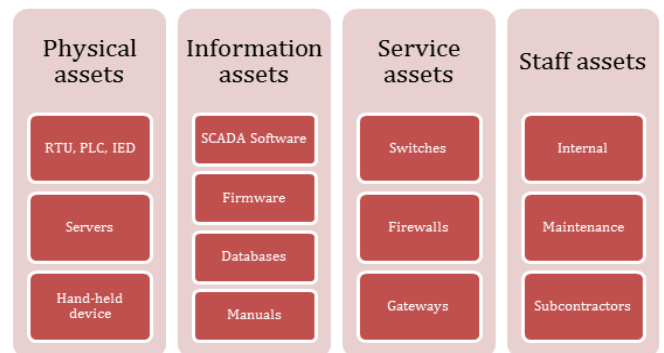 Physical
assets
RTU, PLC, IED
Servers
Hand-held
device
Information
assets
SCADA Software
Firmware
Databases
Manuals
Service
assets
Switches
Firewalls
Gateways
Staff assets
Internal
Maintenance
Subcontractors